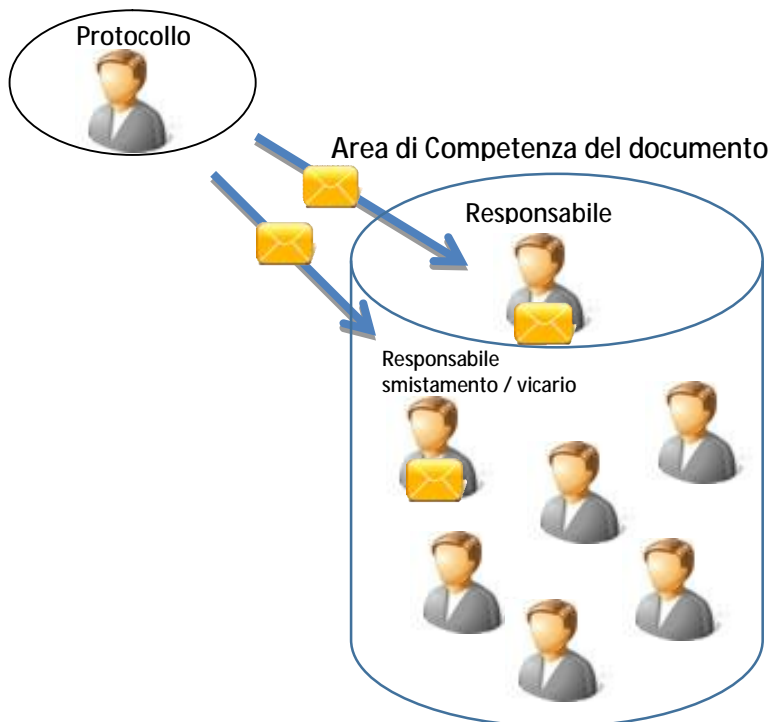 Protocollo
Area di Competenza del documento
Responsabile
Responsabile
smistamento / vicario